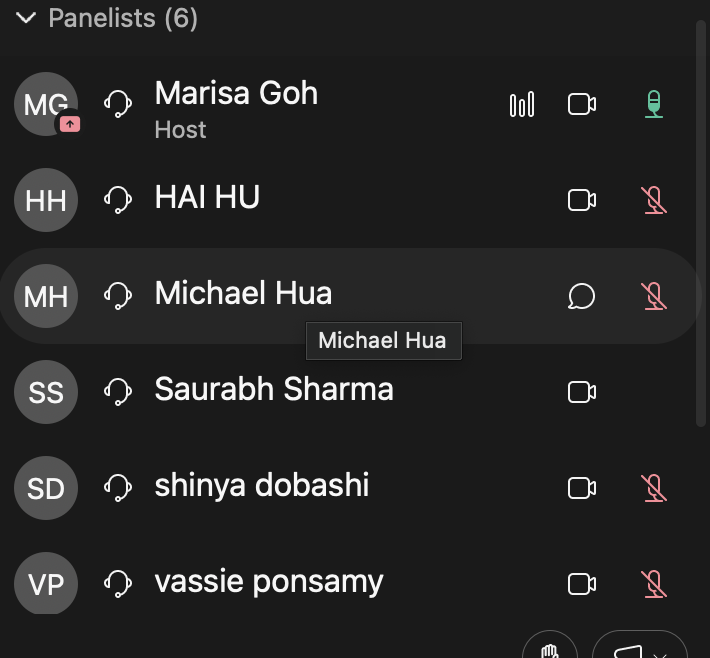 Panelists (6)
MG
Marisa Goh
Host
HH
HAI HU
MH
Michael Hua
Michael Hua
SS
Saurabh Sharma
SD
shinya dobashi
VP
vassie ponsamy